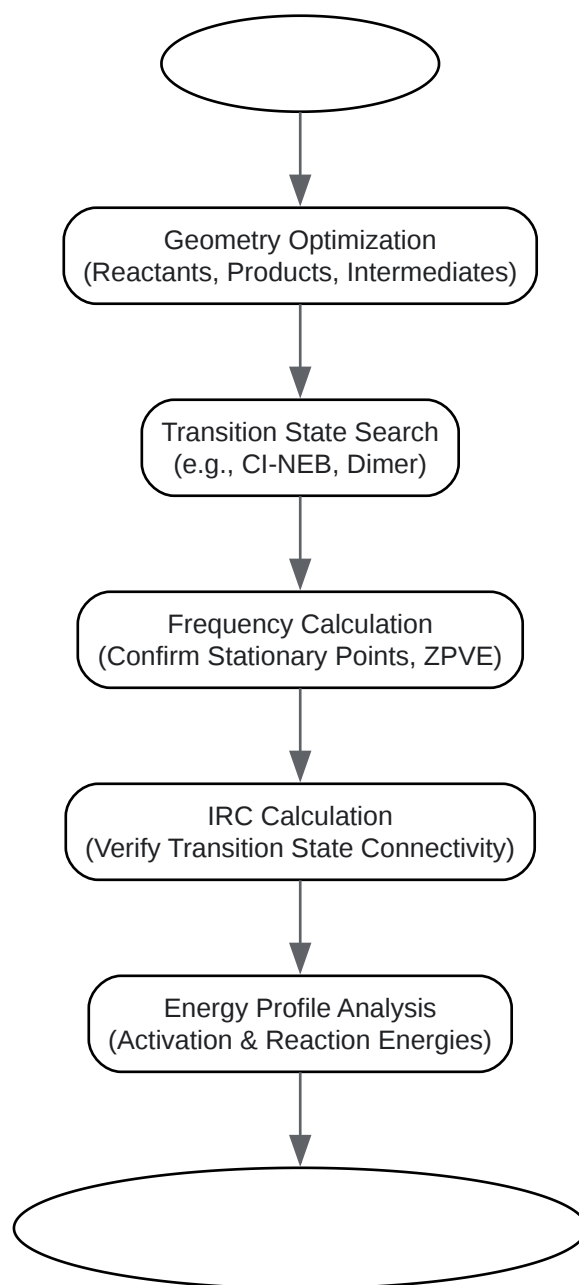 Geometry Optimization
(Reactants, Products, Intermediates)
Transition State Search
(e.g., CI-NEB, Dimer)
Frequency Calculation
(Confirm Stationary Points, ZPVE)
IRC Calculation
(Verify Transition State Connectivity)
Energy Profile Analysis
(Activation & Reaction Energies)